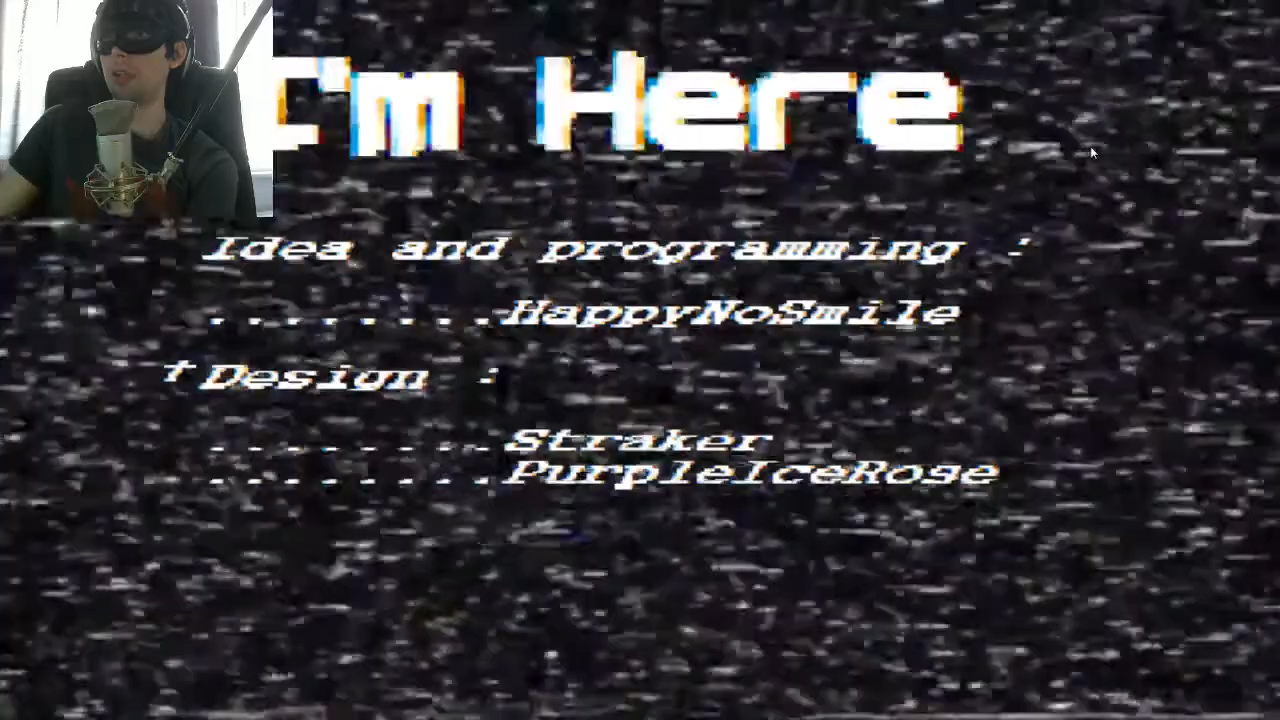 I'm Here
Idea and programming :
........HappyNoSmile
†Design :
........Straker
........PurpleIceRose